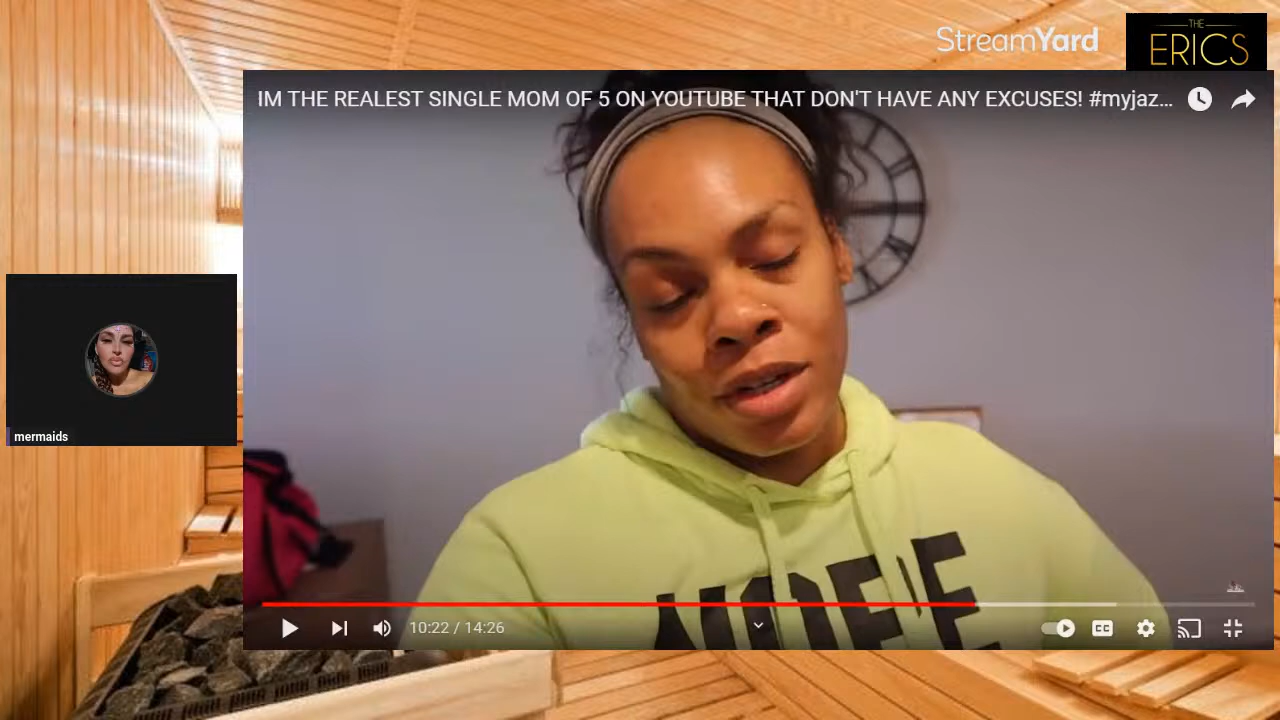 StreamYard
THE
ERICS
IM THE REALEST SINGLE MOM OF 5 ON YOUTUBE THAT DON'T HAVE ANY EXCUSES! #myjaz...
mermaids
10:22 / 14:26
CC